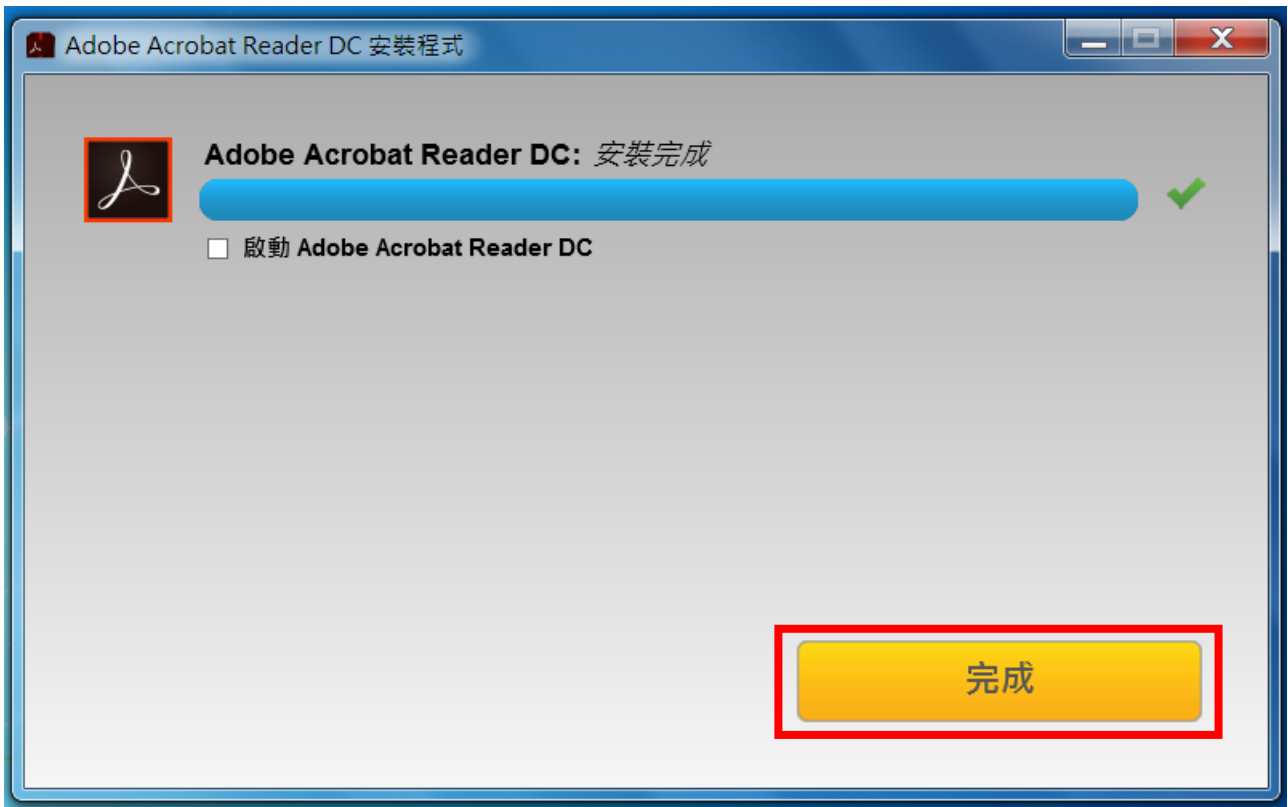 Adobe Acrobat Reader DC 安裝程式
Adobe Acrobat Reader DC: 安裝完成
啟動 Adobe Acrobat Reader DC
完成